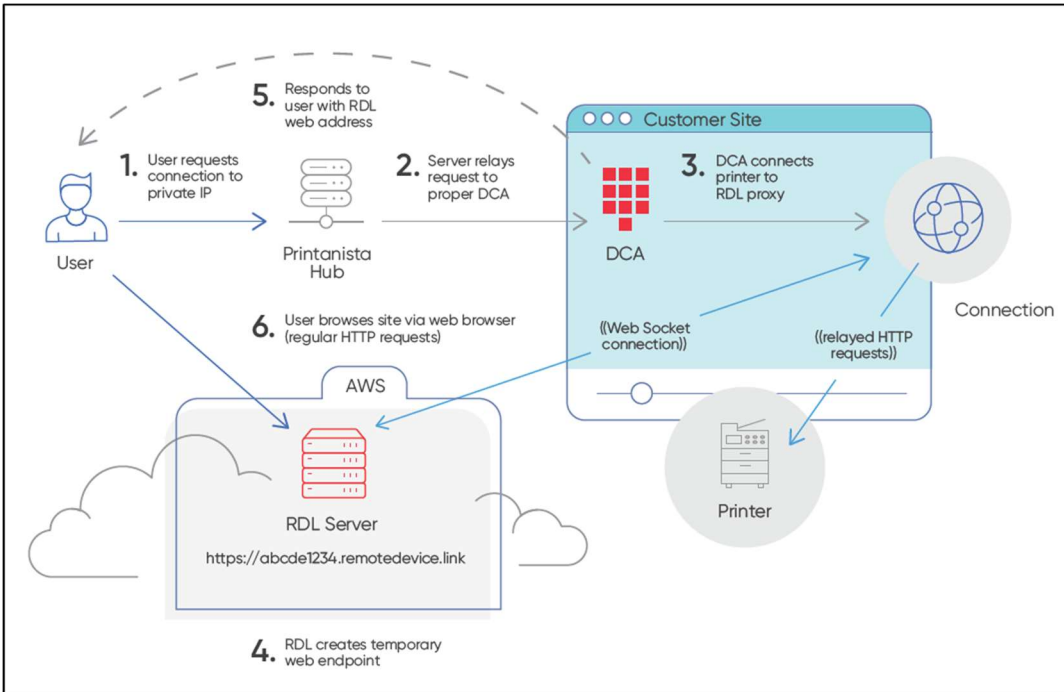 5. Responds to
user with RDL
web address
Customer Site
1. User requests
connection to
private IP
2. Server relays
request to
proper DCA
3. DCA connects
printer to
RDL proxy
User
Printanista
Hub
DCA
Connection
6. User browses site via web browser
(regular HTTP requests)
((Web Socket
connection))
((relayed HTTP
requests))
AWS
RDL Server
https://abcde1234.remotedevice.link
Printer
4. RDL creates temporary
web endpoint